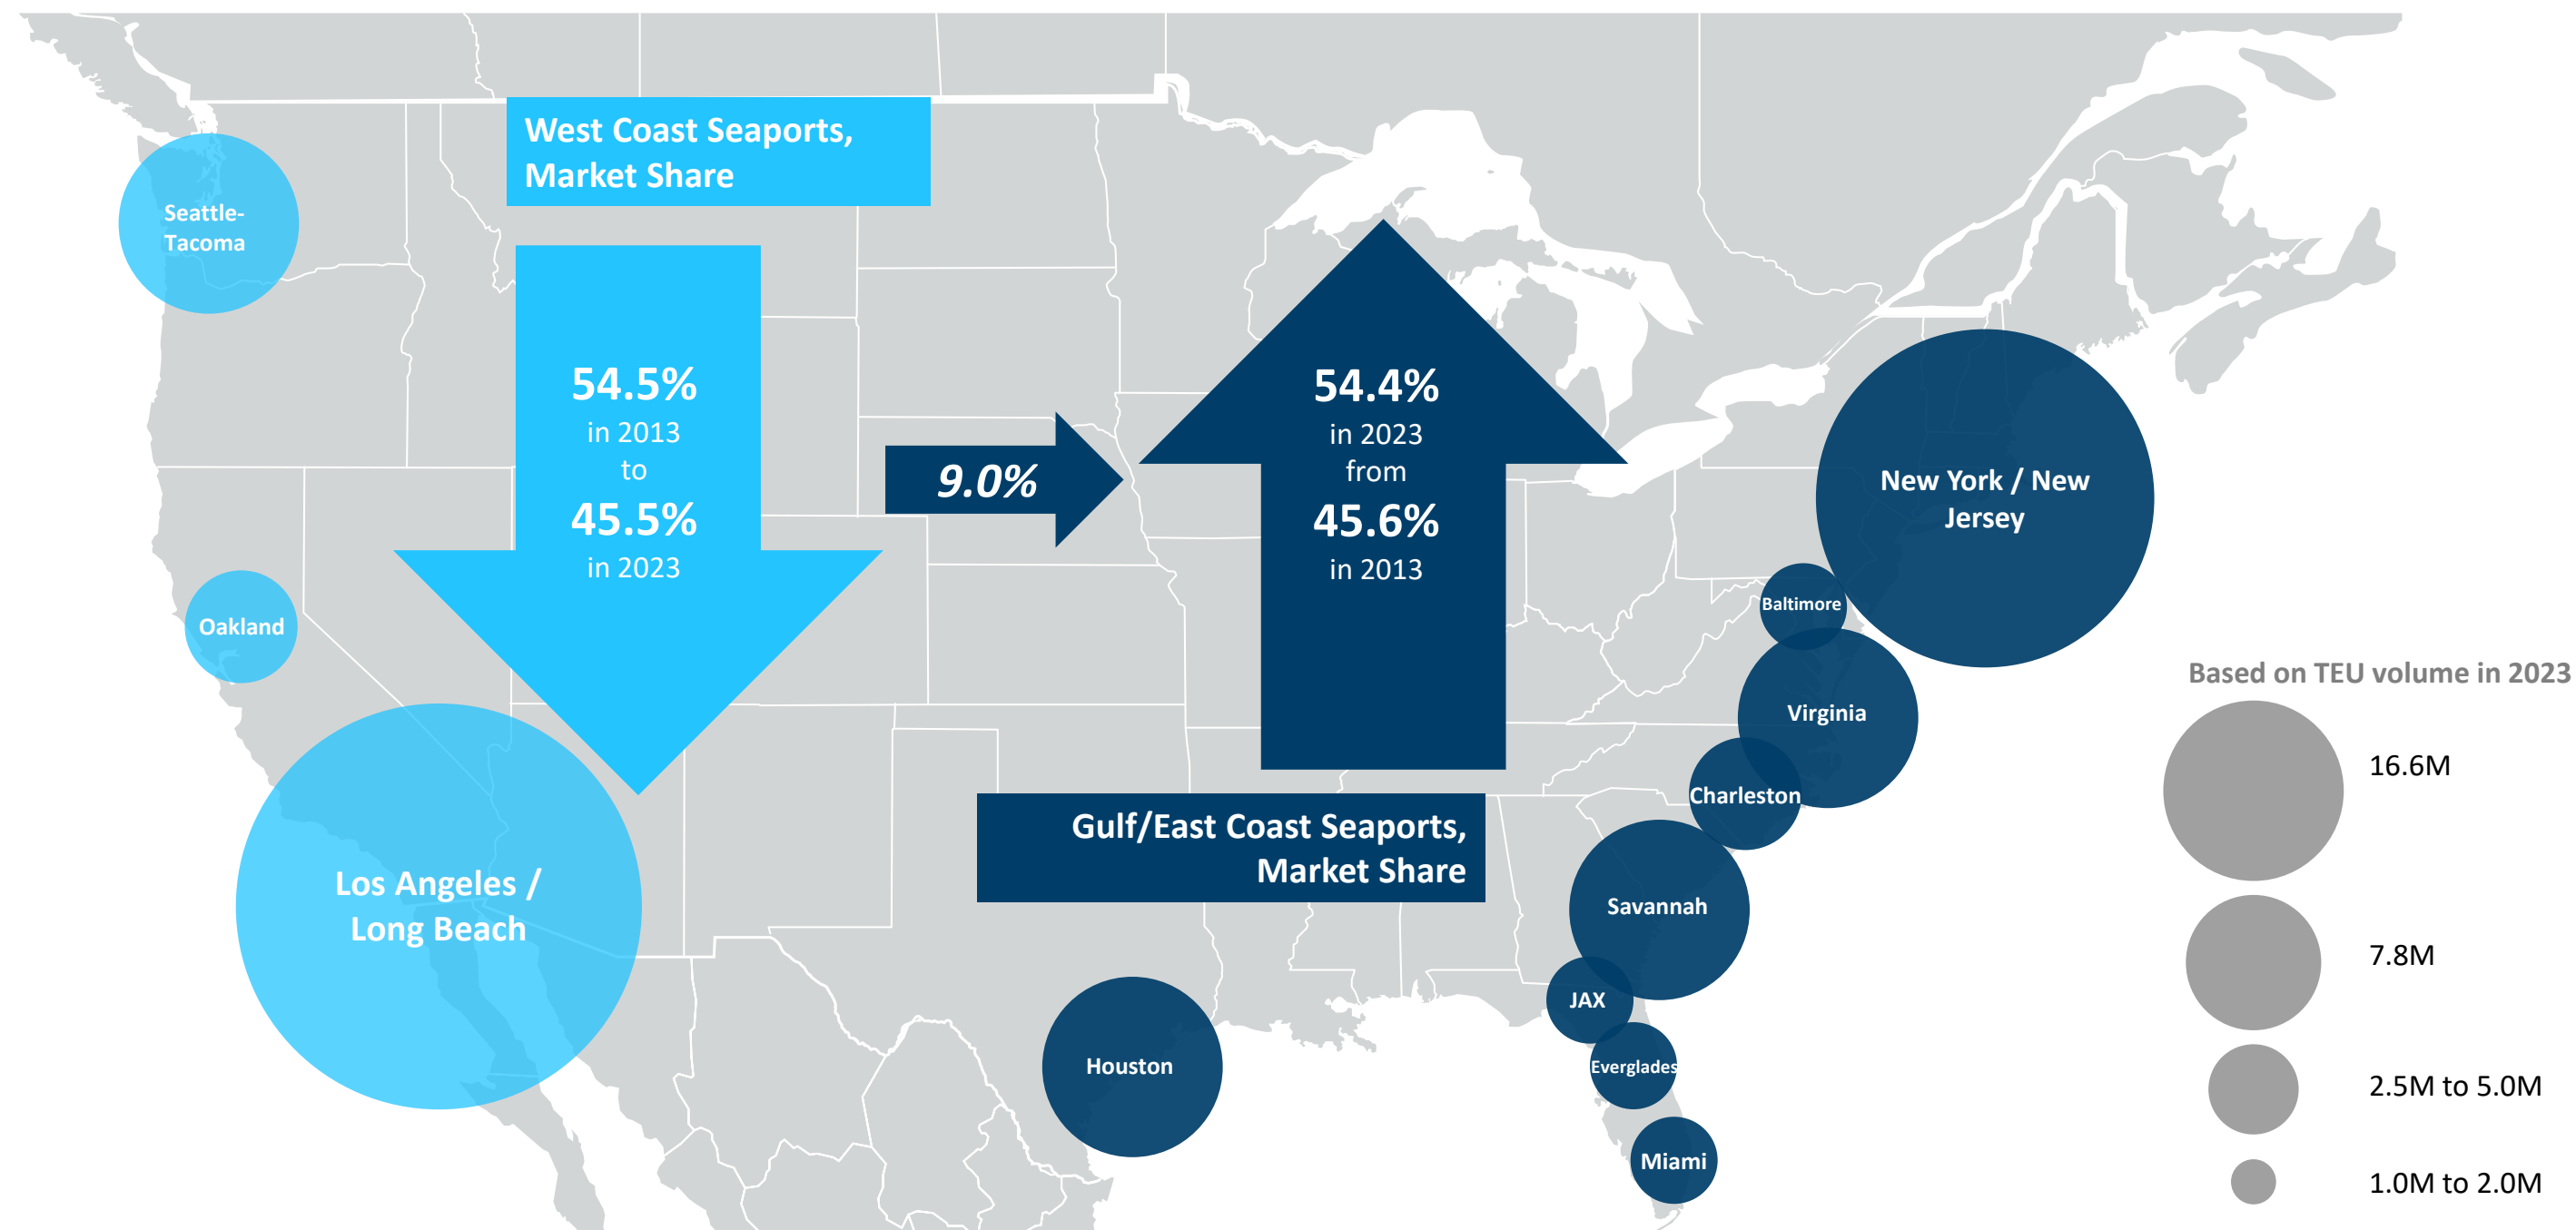 West Coast Seaports,
Market Share
Seattle-
Tacoma
54.5%
in 2013
to
45.5%
in 2023
9.0%
54.4%
in 2023
from
45.6%
in 2013
New York / New
Jersey
Baltimore
Oakland
Virginia
Charleston
Gulf/East Coast Seaports,
Market Share
Los Angeles /
Long Beach
Savannah
JAX
Houston
Everglades
Miami
Based on TEU volume in 2023
16.6M
7.8M
2.5M to 5.0M
1.0M to 2.0M